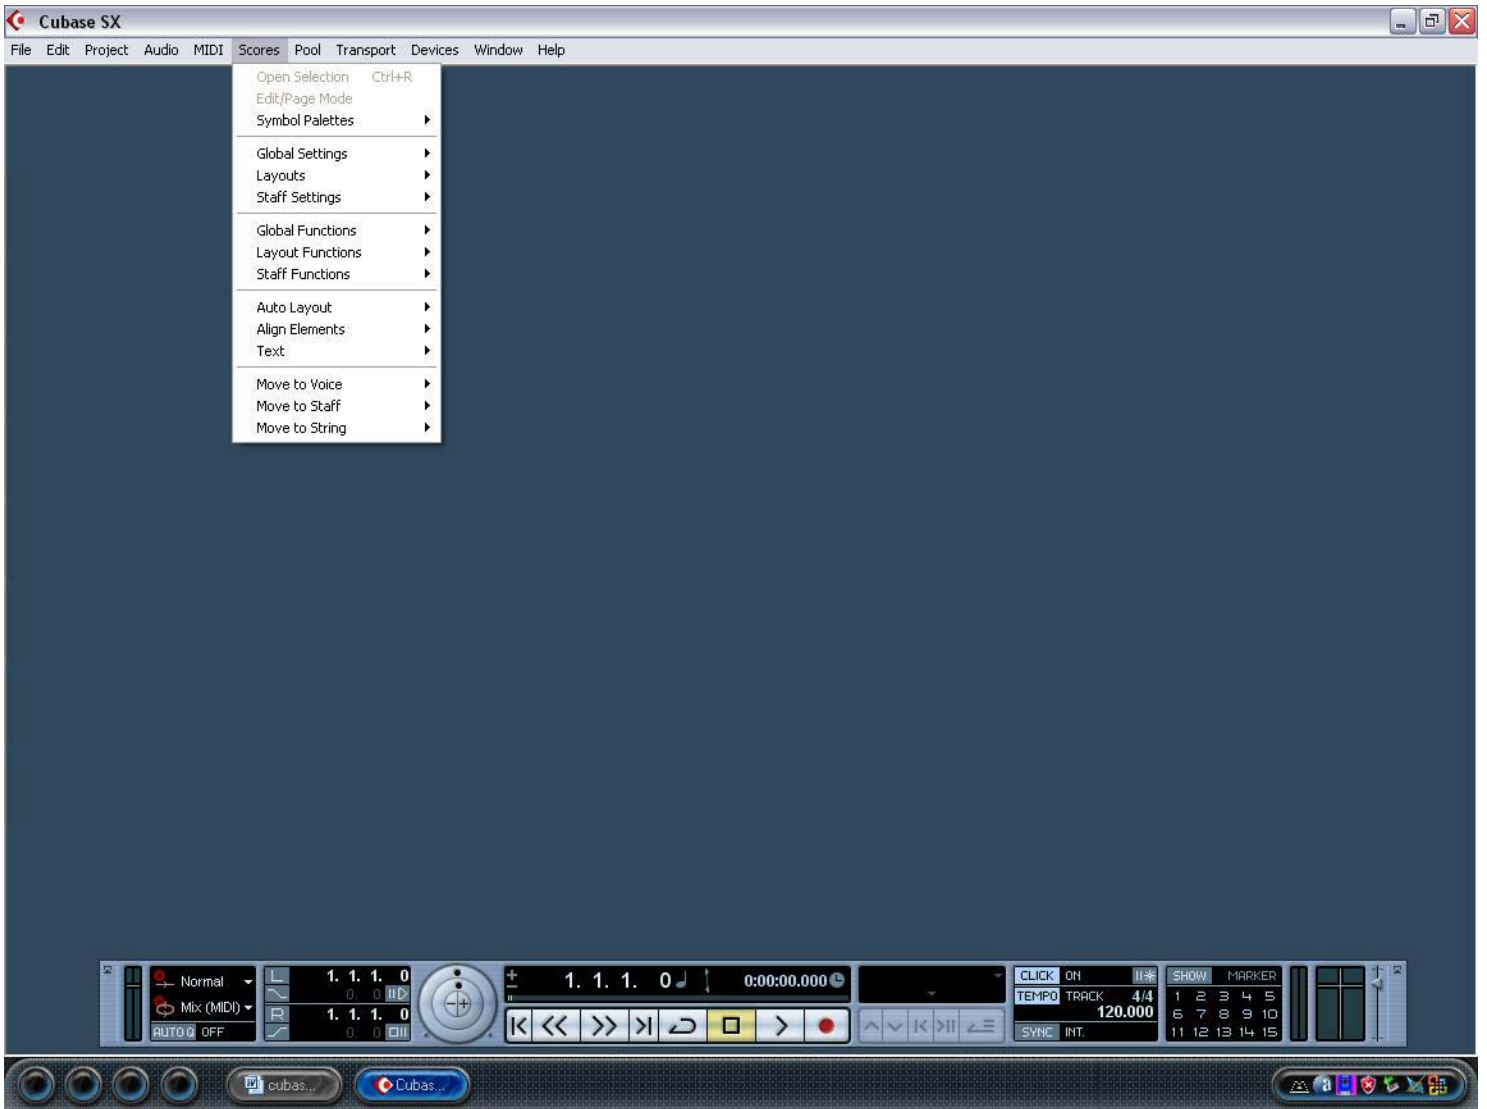 Cubase SX
File Edit Project Audio MIDI Scores Pool Transport Devices Window Help
Open Selection Ctrl+R
Edit/Page Mode
Symbol Palettes
Global Settings
Layouts
Staff Settings
Global Functions
Layout Functions
Staff Functions
Auto Layout
Align Elements
Text
Move to Voice
Move to Staff
Move to String
Normal
Mix (MIDI)
AUTO Q OFF
L 1. 1. 1. 0
0. 0
R 1. 1. 1. 0
0. 0
1. 1. 1. 0 0:00:00.000
CLICK ON
TEMPO TRACK 4/4
120.000
SYNC INT.
SHOW MARKER
1 2 3 4 5
6 7 8 9 10
11 12 13 14 15
cubas... Cubas...
a